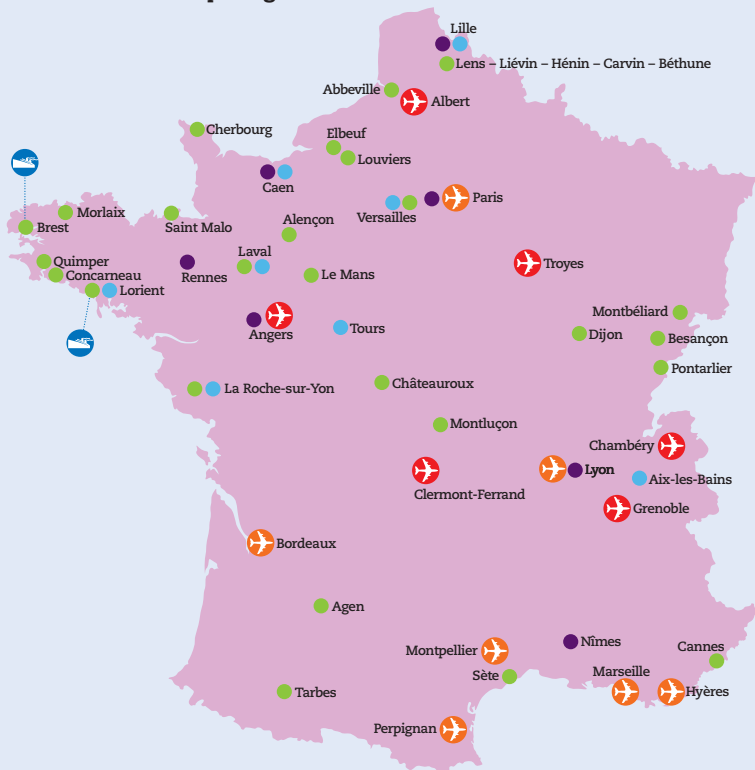 Lille
Lens – Liévin – Hénin – Carvin – Béthune
Abbeville
Albert
Cherbourg
Elbeuf
Louviers
Caen
Paris
Versailles
Morlaix
Saint Malo
Alençon
Brest
Laval
Quimper
Rennes
Troyes
Concarneau
Le Mans
Lorient
Montbéliard
Angers
Tours
Dijon
Besançon
Pontarlier
La Roche-sur-Yon
Châteauroux
Montluçon
Chambéry
Lyon
Clermont-Ferrand
Aix-les-Bains
Grenoble
Bordeaux
Agen
Nîmes
Montpellier
Cannes
Sète
Marseille
Tarbes
Hyères
Perpignan